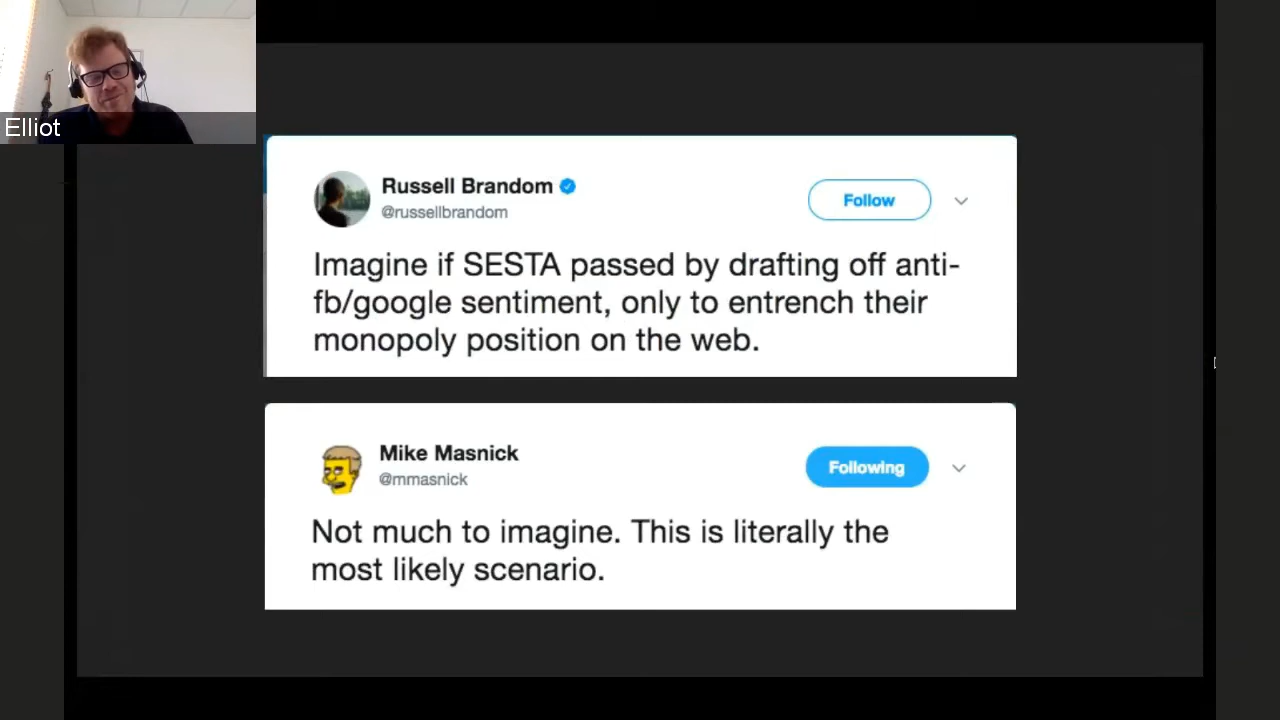 Elliot
Russell Brandom
@russellbrandom
Follow
Imagine if SESTA passed by drafting off anti-
fb/google sentiment, only to entrench their
monopoly position on the web.
Mike Masnick
@mmasnick
Following
Not much to imagine. This is literally the
most likely scenario.